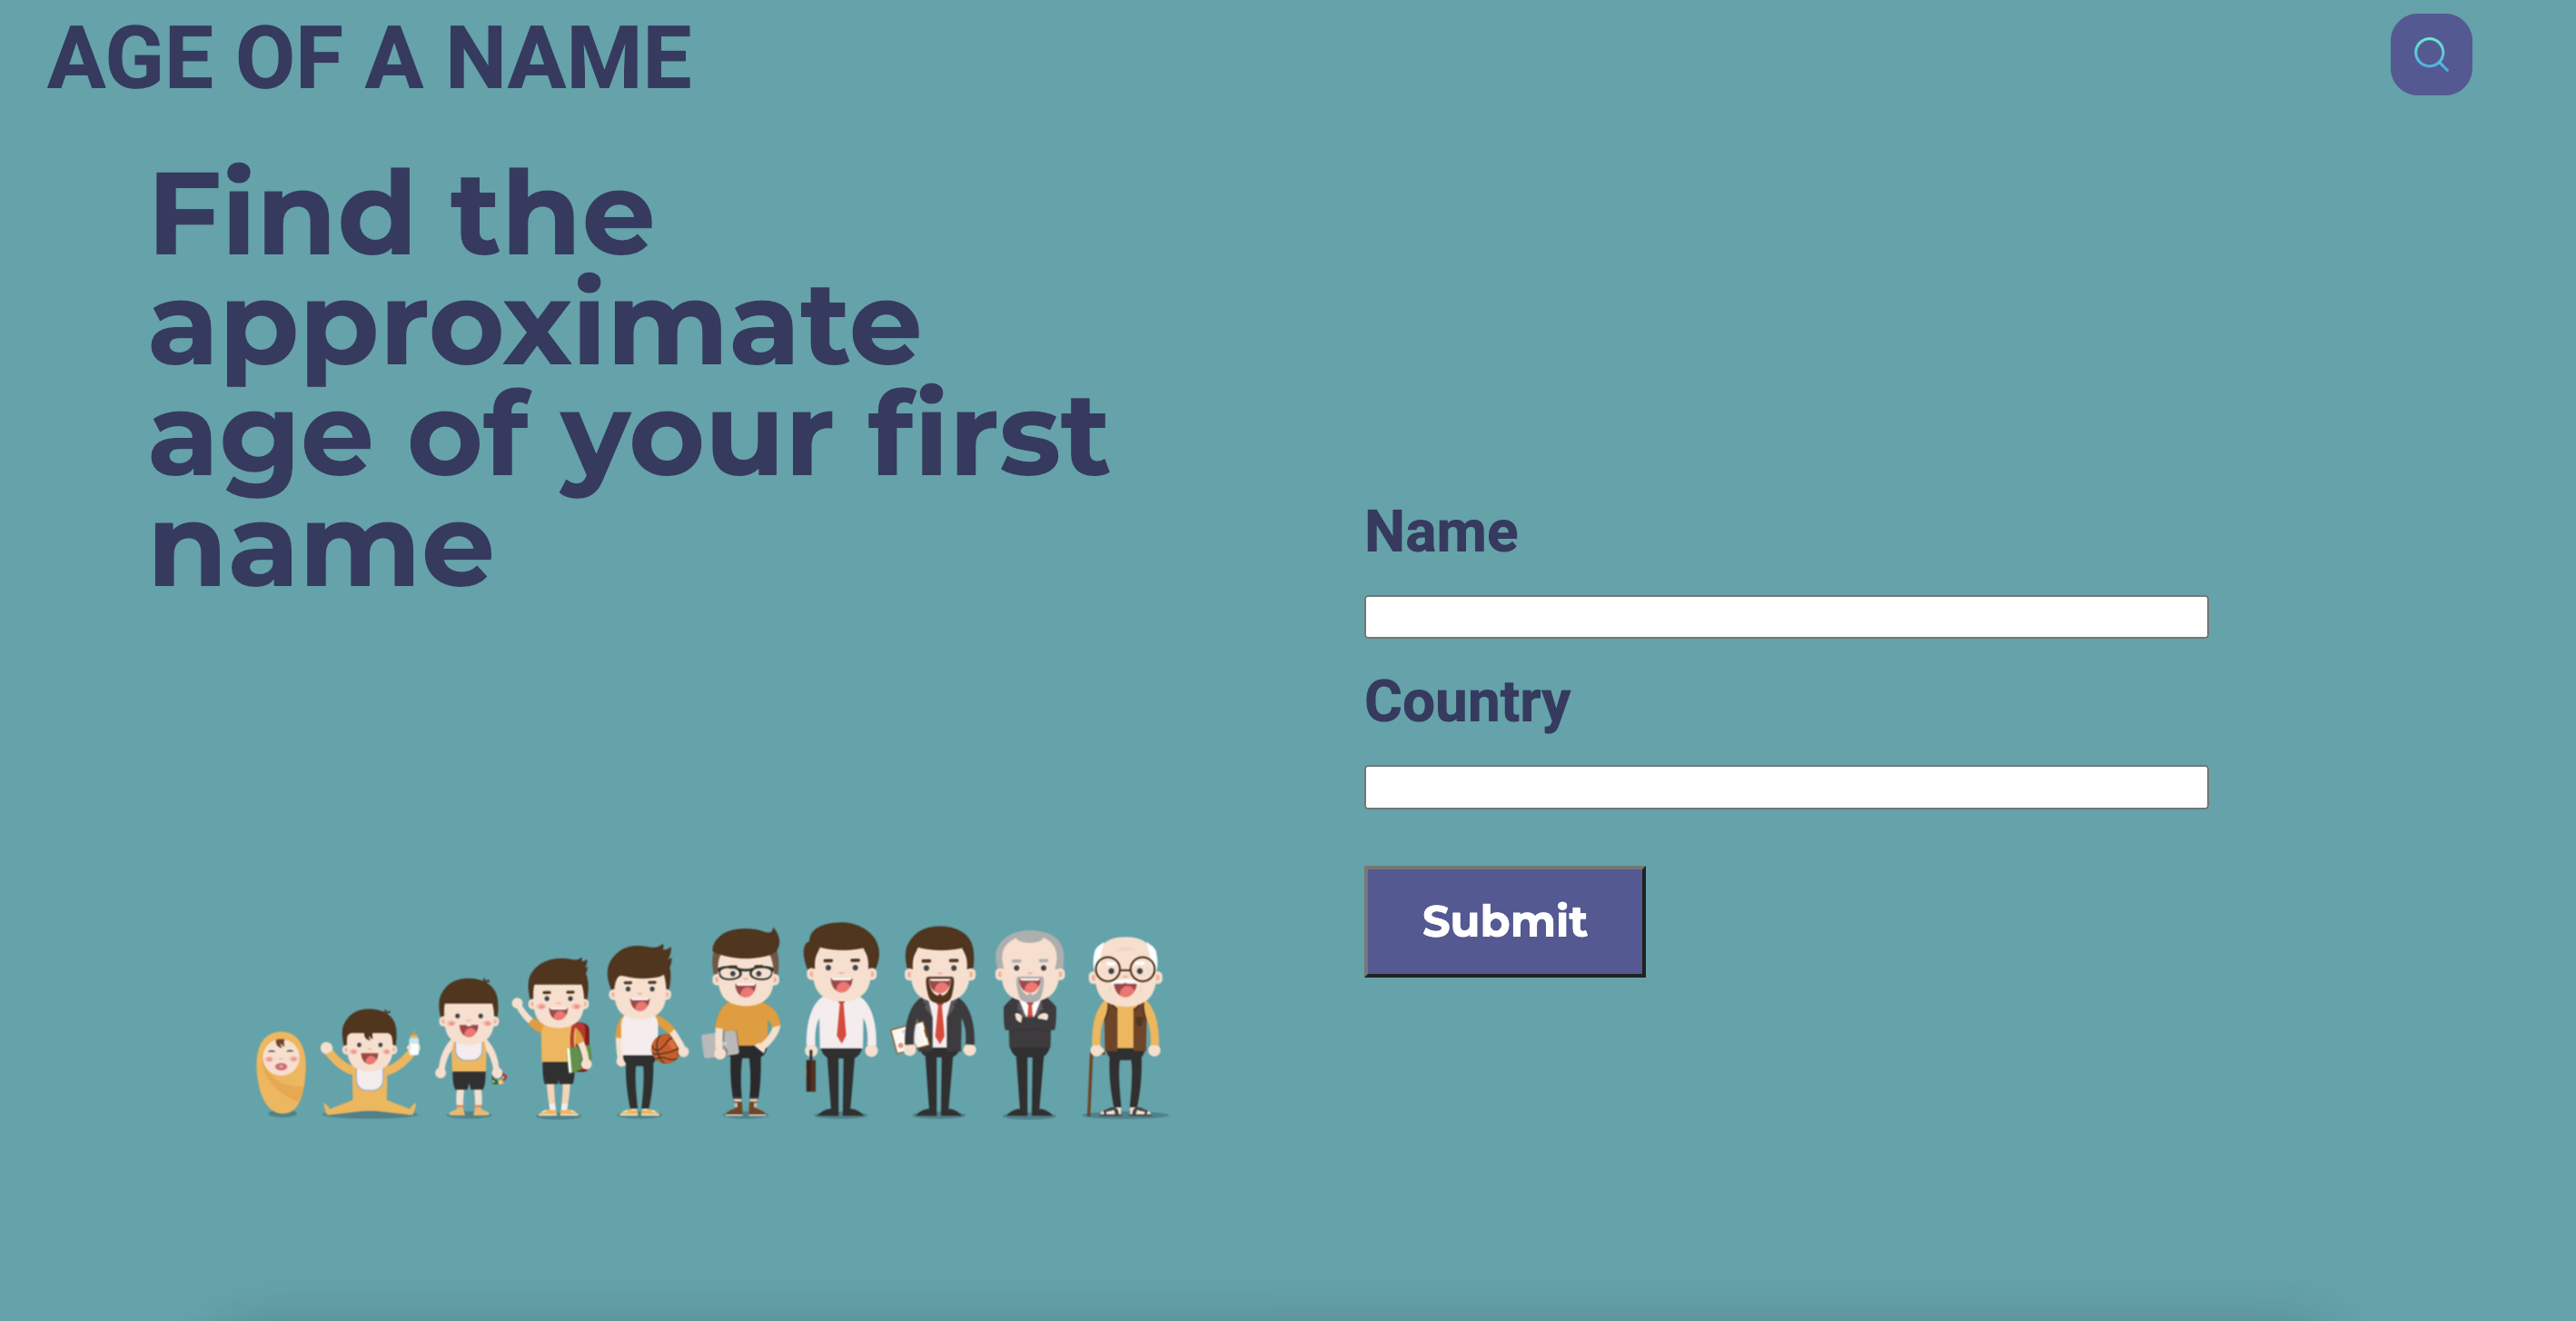 AGE OF A NAME
Find the
approximate
age of your first
name
Name
Country
Submit